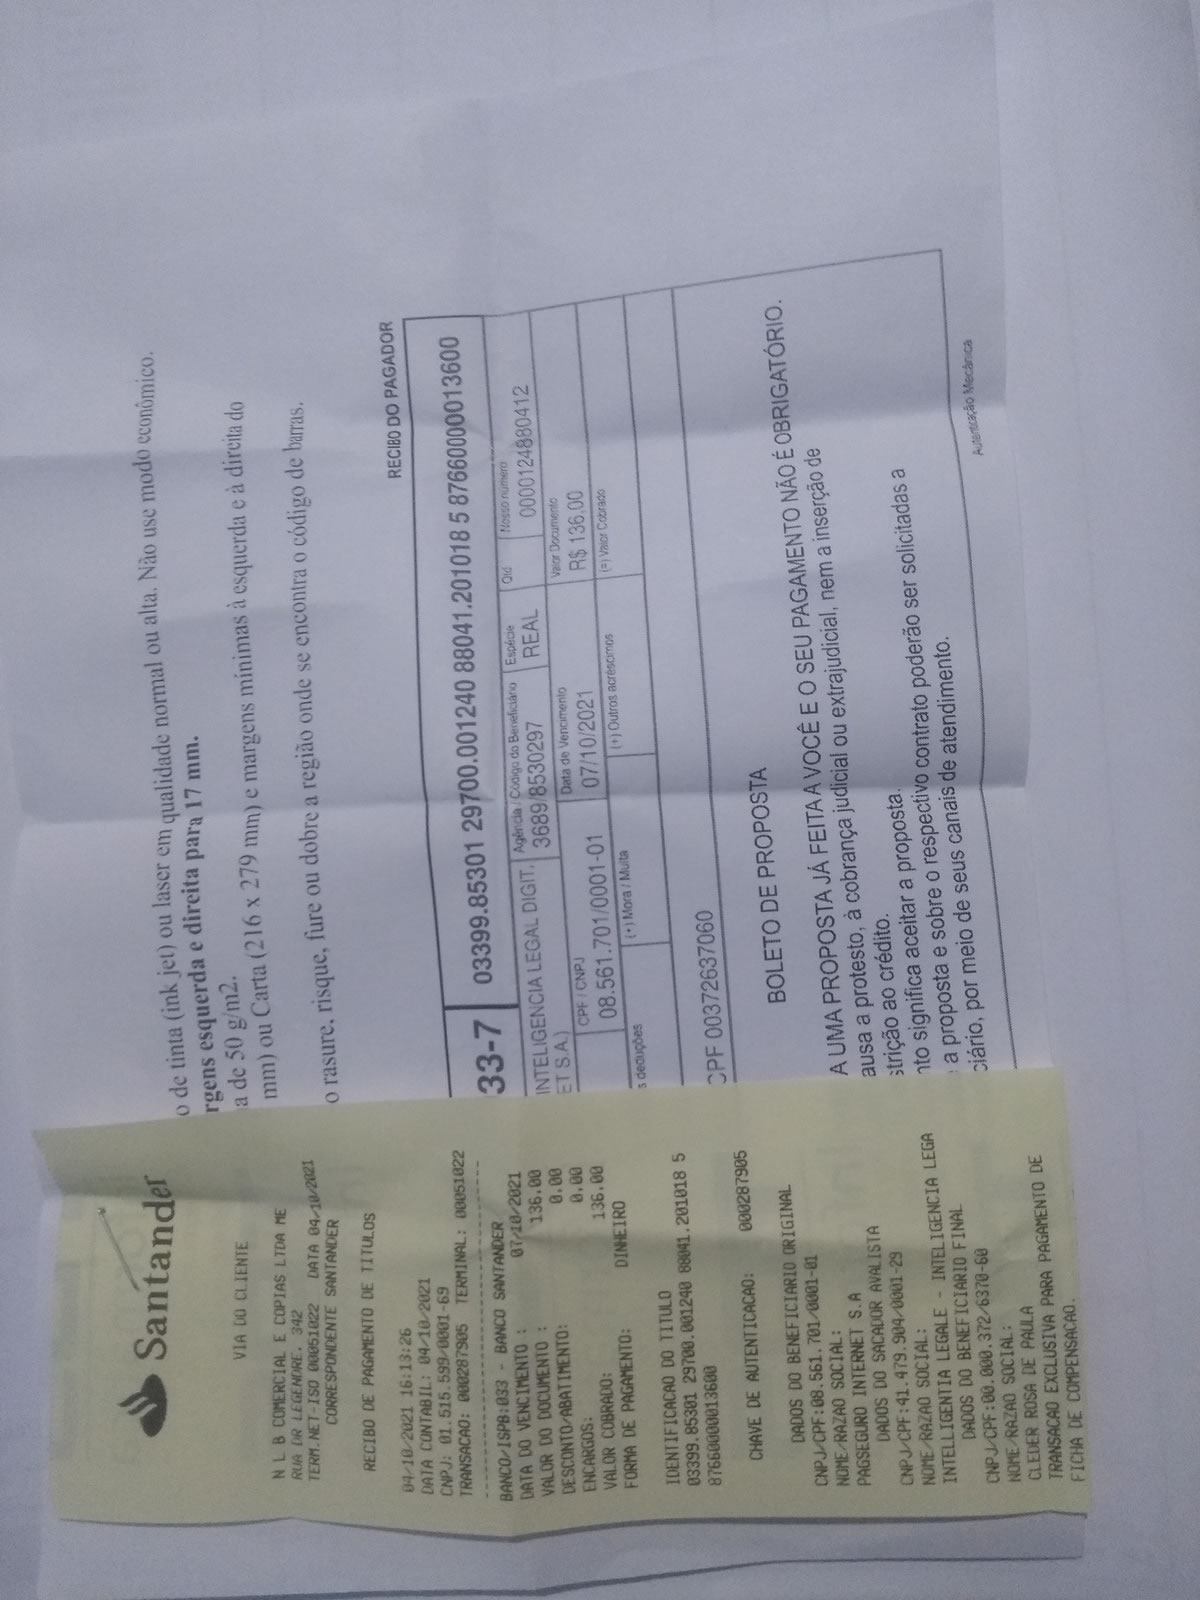 Santander
VIA DO CLIENTE
N L B COMERCIAL E COPIAS LTDA ME
RUA DR LEGENDRE, 342
TERM.NET-ISO 00051022 DATA 04/10/2021
CORRESPONDENTE SANTANDER
RECIBO DE PAGAMENTO DE TITULOS
04/10/2021 16:13:26
DATA CONTABIL: 04/10/2021
CNPJ: 01.515.599/0001-69
TRANSACAO: 000287905 TERMINAL: 00051022
BANCO/ISPB:033 - BANCO SANTANDER
DATA DO VENCIMENTO : 07/10/2021
VALOR DO DOCUMENTO : 136.00
DESCONTO/ABATIMENTO: 0.00
ENCARGOS: 0.00
VALOR COBRADO: 136.00
FORMA DE PAGAMENTO: DINHEIRO
IDENTIFICACAO DO TITULO
03399.85301 29700.001240 88041.201018 5
87660000013600
CHAVE DE AUTENTICACAO: 000287905
DADOS DO BENEFICIARIO ORIGINAL
CNPJ/CPF:08.561.701/0001-01
NOME/RAZAO SOCIAL:
PAGSEGURO INTERNET S.A
DADOS DO SACADOR AVALISTA
CNPJ/CPF:41.479.904/0001-29
NOME/RAZAO SOCIAL:
INTELLIGENTIA LEGALE - INTELIGENCIA LEGA
DADOS DO BENEFICIARIO FINAL
CNPJ/CPF:00.000.372/6370-60
NOME/RAZAO SOCIAL:
CLEDER ROSA DE PAULA
TRANSACAO EXCLUSIVA PARA PAGAMENTO DE
FICHA DE COMPENSACAO.
o de tinta (ink jet) ou laser em qualidade normal ou alta. Não use modo econômico.
rgens esquerda e direita para 17 mm.
a de 50 g/m2.
mm) ou Carta (216 x 279 mm) e margens mínimas à esquerda e à direita do
o rasure, risque, fure ou dobre a região onde se encontra o código de barras.
RECIBO DO PAGADOR
33-7 03399.85301 29700.001240 88041.201018 5 87660000013600
Agência / Código do Beneficiário Espécie Qtd Nosso número
INTELIGENCIA LEGAL DIGIT. 3689/8530297 REAL 0000124880412
ET S.A.)
CPF / CNPJ Data de Vencimento Valor Documento
08.561.701/0001-01 07/10/2021 R$ 136,00
s deduções (+) Mora / Multa (+) Outros acréscimos (=) Valor Cobrado
CPF 00372637060
BOLETO DE PROPOSTA
A UMA PROPOSTA JÁ FEITA A VOCÊ E O SEU PAGAMENTO NÃO É OBRIGATÓRIO.
ausa a protesto, à cobrança judicial ou extrajudicial, nem a inserção de
strição ao crédito.
nto significa aceitar a proposta.
a proposta e sobre o respectivo contrato poderão ser solicitadas a
ciário, por meio de seus canais de atendimento.
Autenticação Mecânica